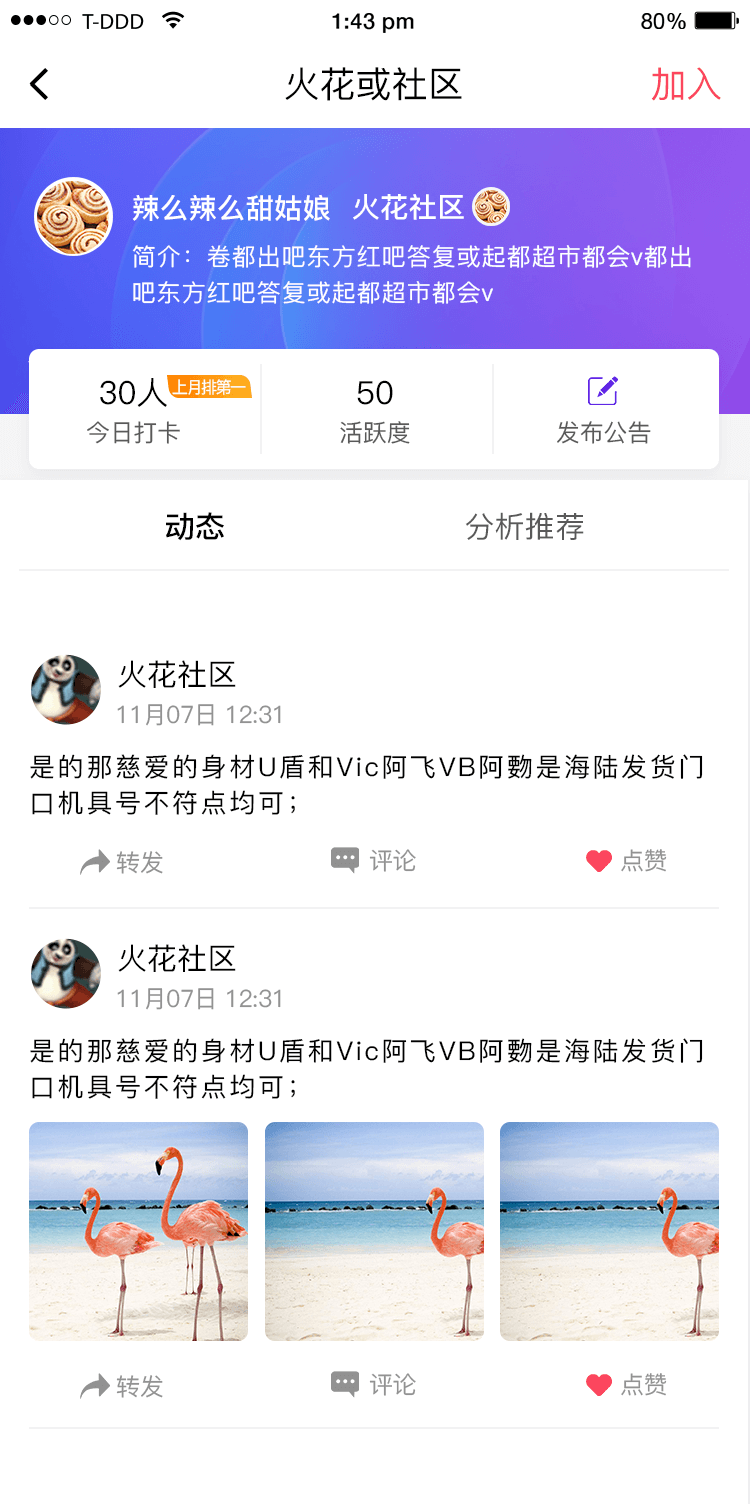 T-DDD 1:43 pm 80%
火花或社区 加入
辣么辣么甜姑娘 火花社区
简介：卷都出吧东方红吧答复或起都超市都会v都出
吧东方红吧答复或起都超市都会v
30人 上月排第一 50
今日打卡 活跃度 发布公告
动态 分析推荐
火花社区
11月07日 12:31
是的那慈爱的身材U盾和Vic阿飞VB阿覅是海陆发货门
口机具号不符点均可；
转发 评论 点赞
火花社区
11月07日 12:31
是的那慈爱的身材U盾和Vic阿飞VB阿覅是海陆发货门
口机具号不符点均可；
转发 评论 点赞